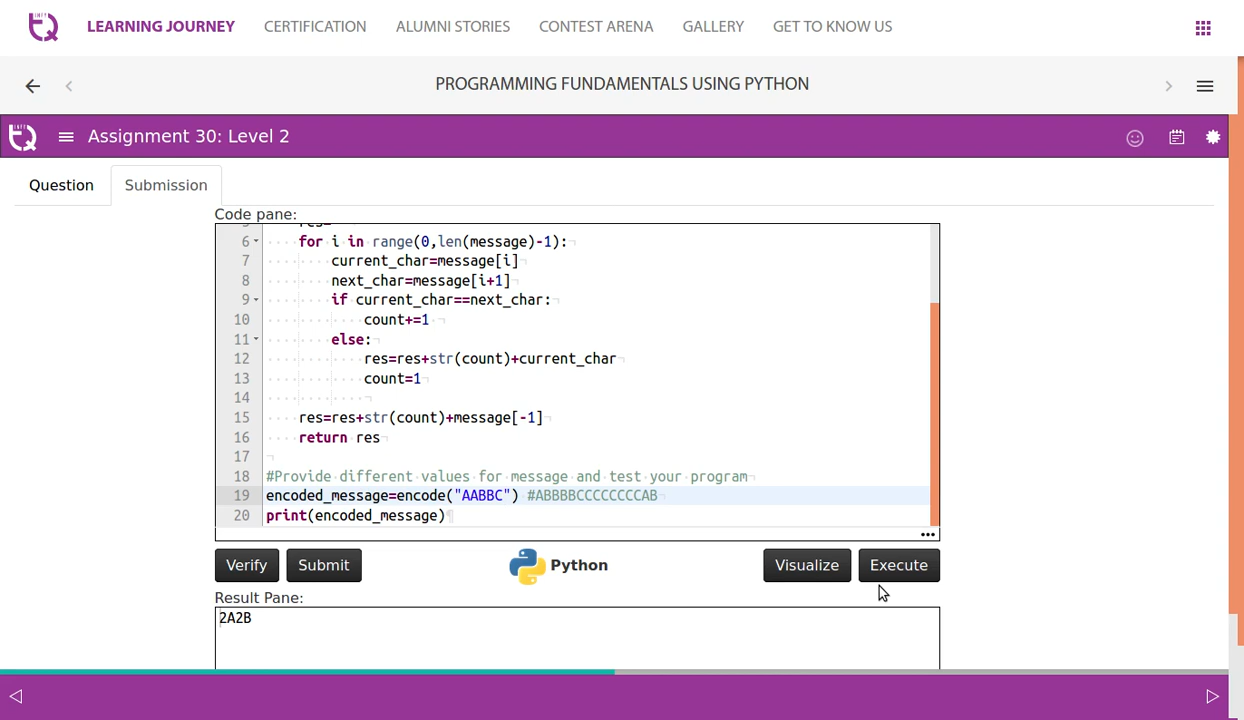 LEARNING JOURNEY CERTIFICATION ALUMNI STORIES CONTEST ARENA GALLERY GET TO KNOW US
PROGRAMMING FUNDAMENTALS USING PYTHON
Assignment 30: Level 2
Question Submission
Code pane:
6 for i in range(0,len(message)-1):
7 current_char=message[i]
8 next_char=message[i+1]
9 if current_char==next_char:
10 count+=1
11 else:
12 res=res+str(count)+current_char
13 count=1
14
15 res=res+str(count)+message[-1]
16 return res
17
18 #Provide different values for message and test your program
19 encoded_message=encode("AABBC") #ABBBBCCCCCCCCAB
20 print(encoded_message)
Verify Submit Python Visualize Execute
Result Pane:
2A2B